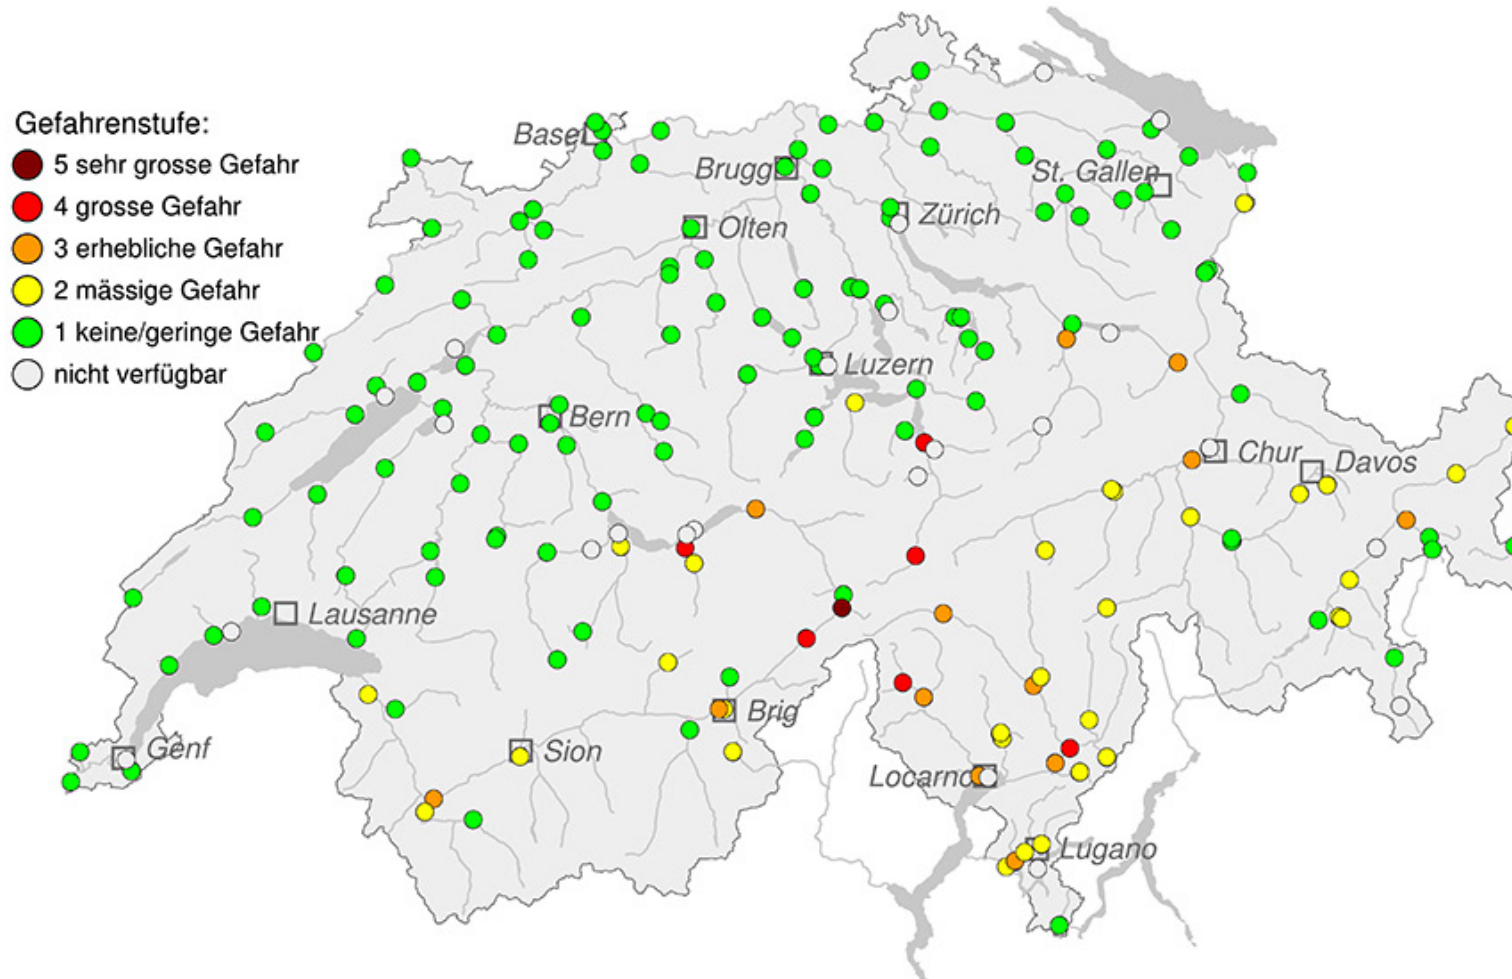 Gefahrenstufe:
5 sehr grosse Gefahr
4 grosse Gefahr
3 erhebliche Gefahr
2 mässige Gefahr
1 keine/geringe Gefahr
nicht verfügbar
Basel
Brugg
St. Gallen
Zürich
Olten
Luzern
Bern
Chur
Davos
Lausanne
Brig
Genf
Sion
Locarno
Lugano